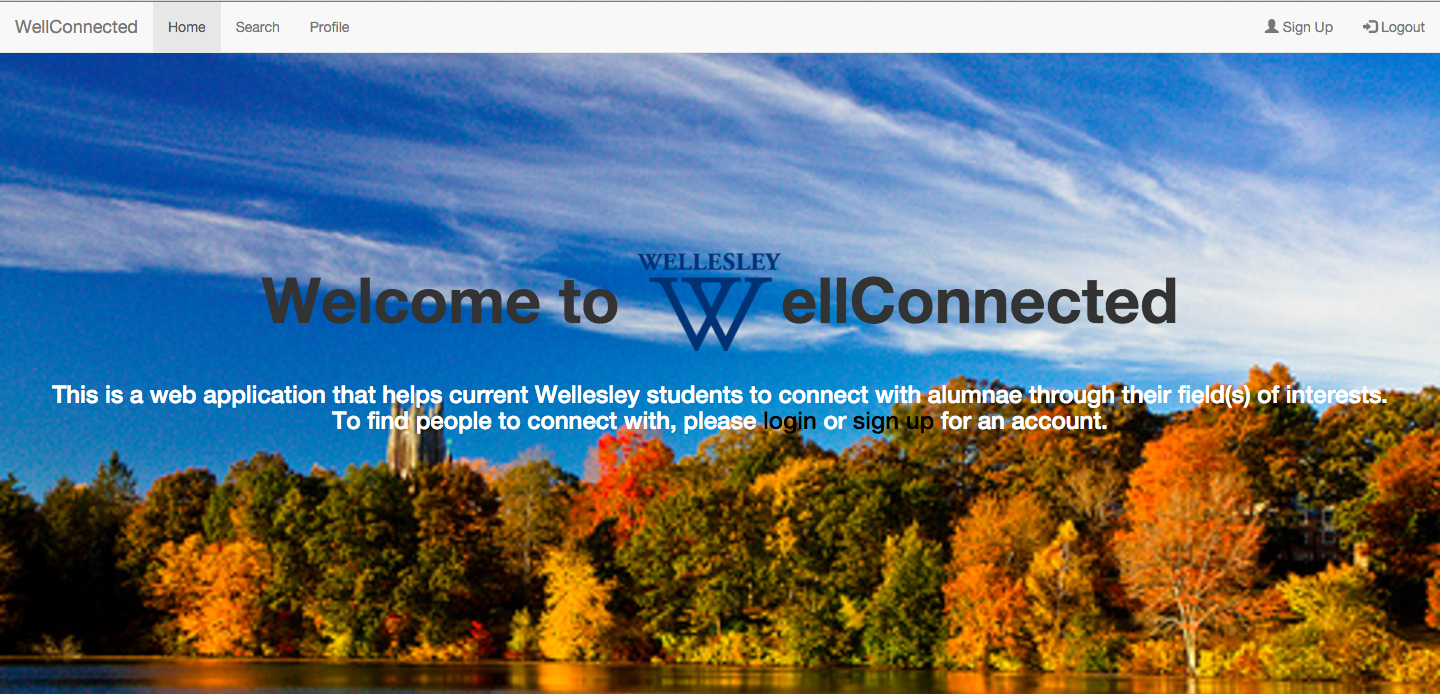 WellConnected Home Search Profile Sign Up Logout
WELLESLEY
Welcome to W ellConnected
This is a web application that helps current Wellesley students to connect with alumnae through their field(s) of interests.
To find people to connect with, please login or sign up for an account.